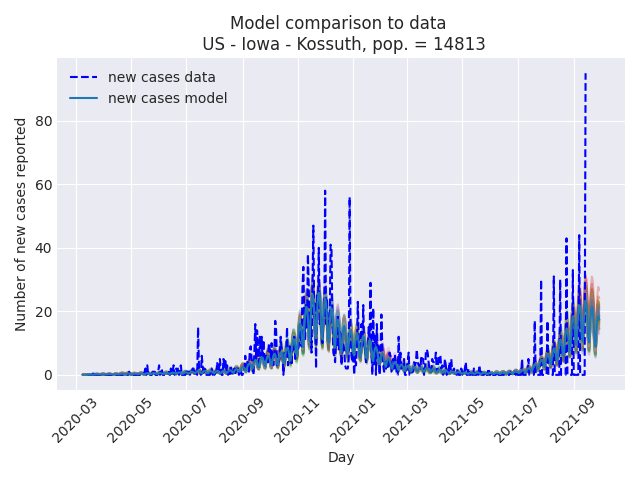 Model comparison to data
US - Iowa - Kossuth, pop. = 14813
new cases data
new cases model
Number of new cases reported
80
60
40
20
0
2020-03
2020-05
2020-07
2020-09
2020-11
2021-01
2021-03
2021-05
2021-07
2021-09
Day